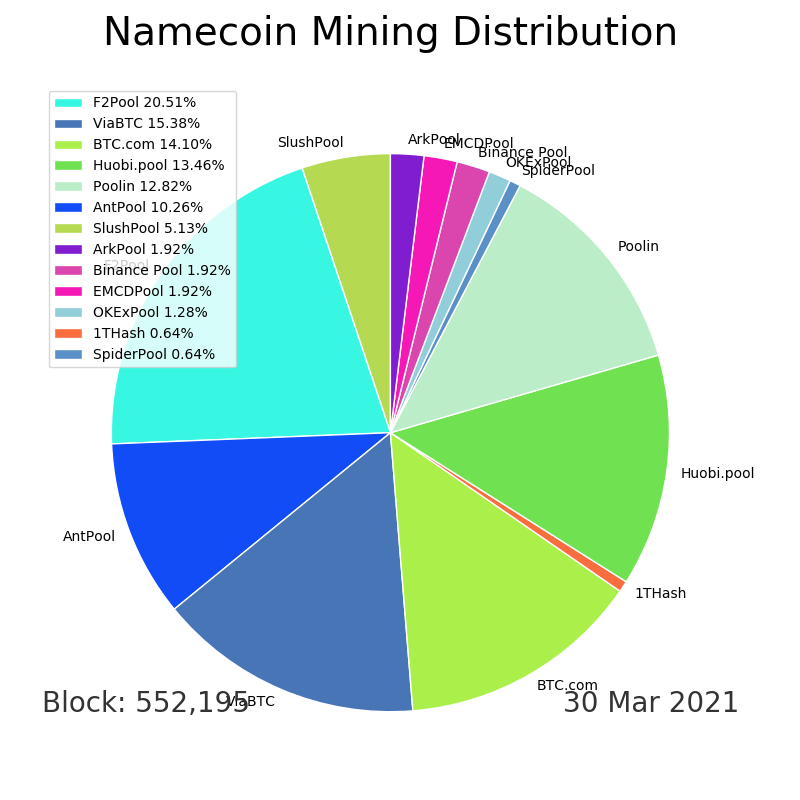 Namecoin Mining Distribution
F2Pool 20.51%
ViaBTC 15.38%
BTC.com 14.10%
Huobi.pool 13.46%
Poolin 12.82%
AntPool 10.26%
SlushPool 5.13%
ArkPool 1.92%
Binance Pool 1.92%
EMCDPool 1.92%
OKExPool 1.28%
1THash 0.64%
SpiderPool 0.64%
SlushPool
ArkPool
EMCDPool
Binance Pool
OKExPool
SpiderPool
Poolin
F2Pool
Huobi.pool
AntPool
1THash
BTC.com
ViaBTC
Block: 552,195
30 Mar 2021